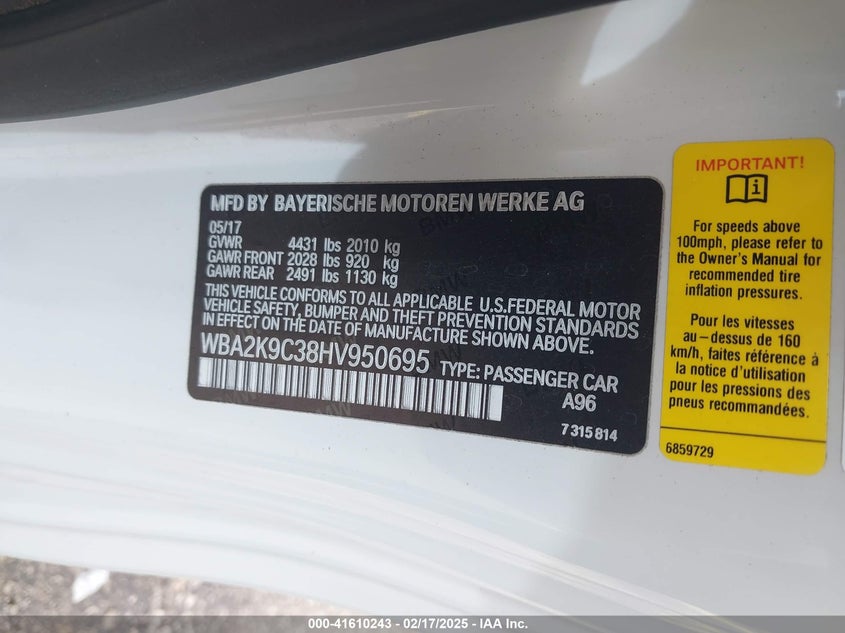 MFD BY BAYERISCHE MOTOREN WERKE AG
05/17
GVWR 4431 lbs 2010 kg
GAWR FRONT 2028 lbs 920 kg
GAWR REAR 2491 lbs 1130 kg
THIS VEHICLE CONFORMS TO ALL APPLICABLE U.S.FEDERAL MOTOR
VEHICLE SAFETY, BUMPER AND THEFT PREVENTION STANDARDS
IN EFFECT ON THE DATE OF MANUFACTURE SHOWN ABOVE.
WBA2K9C38HV950695 TYPE: PASSENGER CAR
A96
7 315 814
IMPORTANT!
For speeds above
100mph, please refer to
the Owner's Manual for
recommended tire
inflation pressures.
Pour les vitesses
au-dessus de 160
km/h, faites référence à
la notice d'utilisation
pour les pressions des
pneus recommandées.
6859729
000-41610243 - 02/17/2025 - IAA Inc.